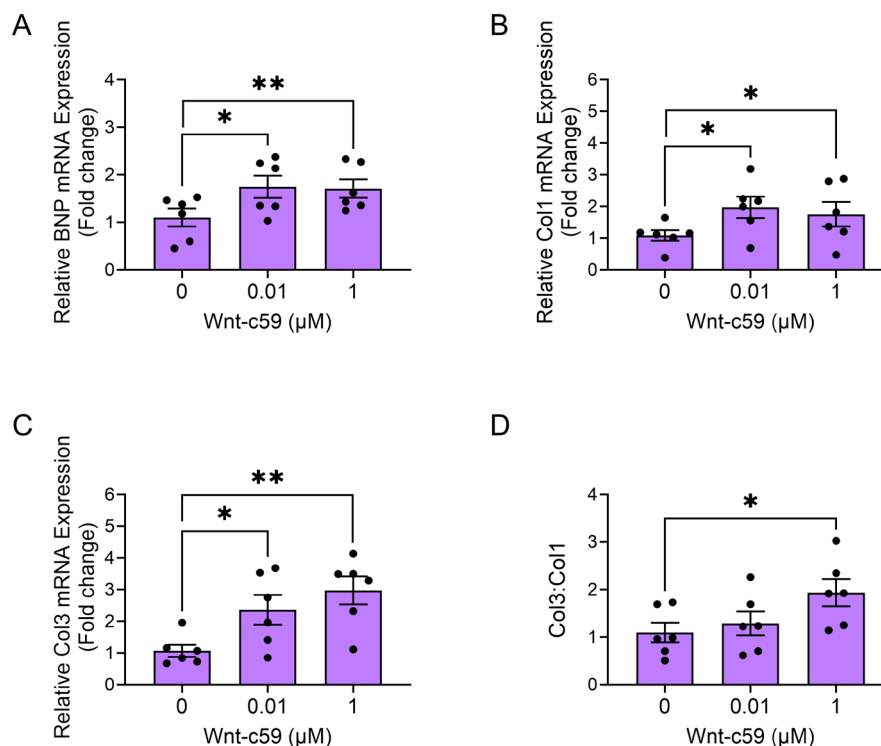 A
Relative BNP mRNA Expression
(Fold change)
4
3
2
1
0
**
*
0 0.01 1
Wnt-c59 (µM)
B
Relative Col1 mRNA Expression
(Fold change)
6
5
4
3
2
1
0
*
*
0 0.01 1
Wnt-c59 (µM)
C
Relative Col3 mRNA Expression
(Fold change)
6
5
4
3
2
1
0
**
*
0 0.01 1
Wnt-c59 (µM)
D
Col3:Col1
4
3
2
1
0
*
0 0.01 1
Wnt-c59 (µM)